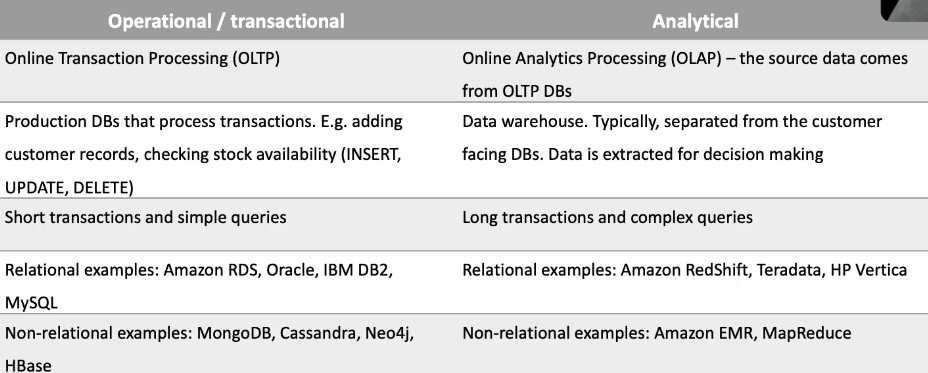 Operational / transactional
Analytical
Online Transaction Processing (OLTP)
Online Analytics Processing (OLAP) – the source data comes
from OLTP DBs
Production DBs that process transactions. E.g. adding
customer records, checking stock availability (INSERT,
UPDATE, DELETE)
Data warehouse. Typically, separated from the customer
facing DBs. Data is extracted for decision making
Short transactions and simple queries
Long transactions and complex queries
Relational examples: Amazon RDS, Oracle, IBM DB2,
MySQL
Relational examples: Amazon RedShift, Teradata, HP Vertica
Non-relational examples: MongoDB, Cassandra, Neo4j,
HBase
Non-relational examples: Amazon EMR, MapReduce